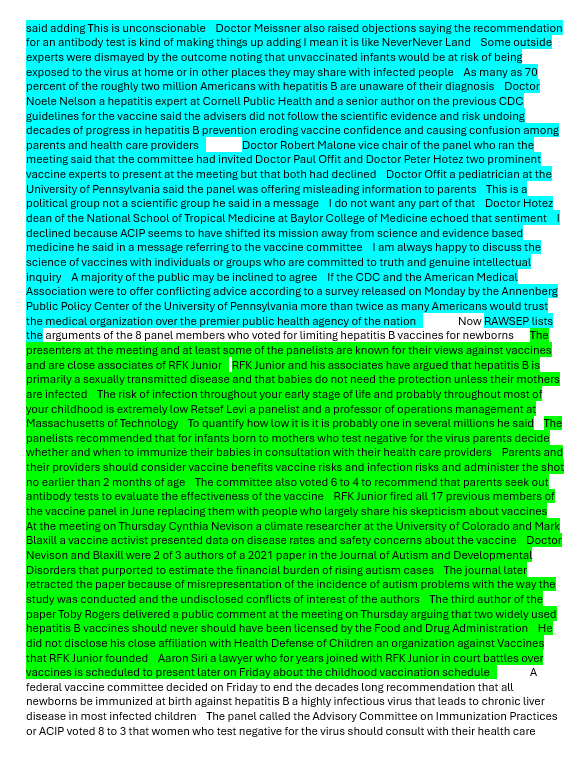 said adding This is unconscionable Doctor Meissner also raised objections saying the recommendation
for an antibody test is kind of making things up adding I mean it is like NeverNever Land Some outside
experts were dismayed by the outcome noting that unvaccinated infants would be at risk of being
exposed to the virus at home or in other places they may share with infected people As many as 70
percent of the roughly two million Americans with hepatitis B are unaware of their diagnosis Doctor
Noele Nelson a hepatitis expert at Cornell Public Health and a senior author on the previous CDC
guidelines for the vaccine said the advisers did not follow the scientific evidence and risk undoing
decades of progress in hepatitis B prevention eroding vaccine confidence and causing confusion among
parents and health care providers Doctor Robert Malone vice chair of the panel who ran the
meeting said that the committee had invited Doctor Paul Offit and Doctor Peter Hotez two prominent
vaccine experts to present at the meeting but that both had declined Doctor Offit a pediatrician at the
University of Pennsylvania said the panel was offering misleading information to parents This is a
political group not a scientific group he said in a message I do not want any part of that Doctor Hotez
dean of the National School of Tropical Medicine at Baylor College of Medicine echoed that sentiment I
declined because ACIP seems to have shifted its mission away from science and evidence based
medicine he said in a message referring to the vaccine committee I am always happy to discuss the
science of vaccines with individuals or groups who are committed to truth and genuine intellectual
inquiry A majority of the public may be inclined to agree If the CDC and the American Medical
Association were to offer conflicting advice according to a survey released on Monday by the Annenberg
Public Policy Center of the University of Pennsylvania more than twice as many Americans would trust
the medical organization over the premier public health agency of the nation Now RAWSEP lists
the arguments of the 8 panel members who voted for limiting hepatitis B vaccines for newborns The
presenters at the meeting and at least some of the panelists are known for their views against vaccines
and are close associates of RFK Junior RFK Junior and his associates have argued that hepatitis B is
primarily a sexually transmitted disease and that babies do not need the protection unless their mothers
are infected The risk of infection throughout your early stage of life and probably throughout most of
your childhood is extremely low Retsef Levi a panelist and a professor of operations management at
Massachusetts of Technology To quantify how low it is it is probably one in several millions he said The
panelists recommended that for infants born to mothers who test negative for the virus parents decide
whether and when to immunize their babies in consultation with their health care providers Parents and
their providers should consider vaccine benefits vaccine risks and infection risks and administer the shot
no earlier than 2 months of age The committee also voted 6 to 4 to recommend that parents seek out
antibody tests to evaluate the effectiveness of the vaccine RFK Junior fired all 17 previous members of
the vaccine panel in June replacing them with people who largely share his skepticism about vaccines
At the meeting on Thursday Cynthia Nevison a climate researcher at the University of Colorado and Mark
Blaxill a vaccine activist presented data on disease rates and safety concerns about the vaccine Doctor
Nevison and Blaxill were 2 of 3 authors of a 2021 paper in the Journal of Autism and Developmental
Disorders that purported to estimate the financial burden of rising autism cases The journal later
retracted the paper because of misrepresentation of the incidence of autism problems with the way the
study was conducted and the undisclosed conflicts of interest of the authors The third author of the
paper Toby Rogers delivered a public comment at the meeting on Thursday arguing that two widely used
hepatitis B vaccines should never should have been licensed by the Food and Drug Administration He
did not disclose his close affiliation with Health Defense of Children an organization against Vaccines
that RFK Junior founded Aaron Siri a lawyer who for years joined with RFK Junior in court battles over
vaccines is scheduled to present later on Friday about the childhood vaccination schedule A
federal vaccine committee decided on Friday to end the decades long recommendation that all
newborns be immunized at birth against hepatitis B a highly infectious virus that leads to chronic liver
disease in most infected children The panel called the Advisory Committee on Immunization Practices
or ACIP voted 8 to 3 that women who test negative for the virus should consult with their health care